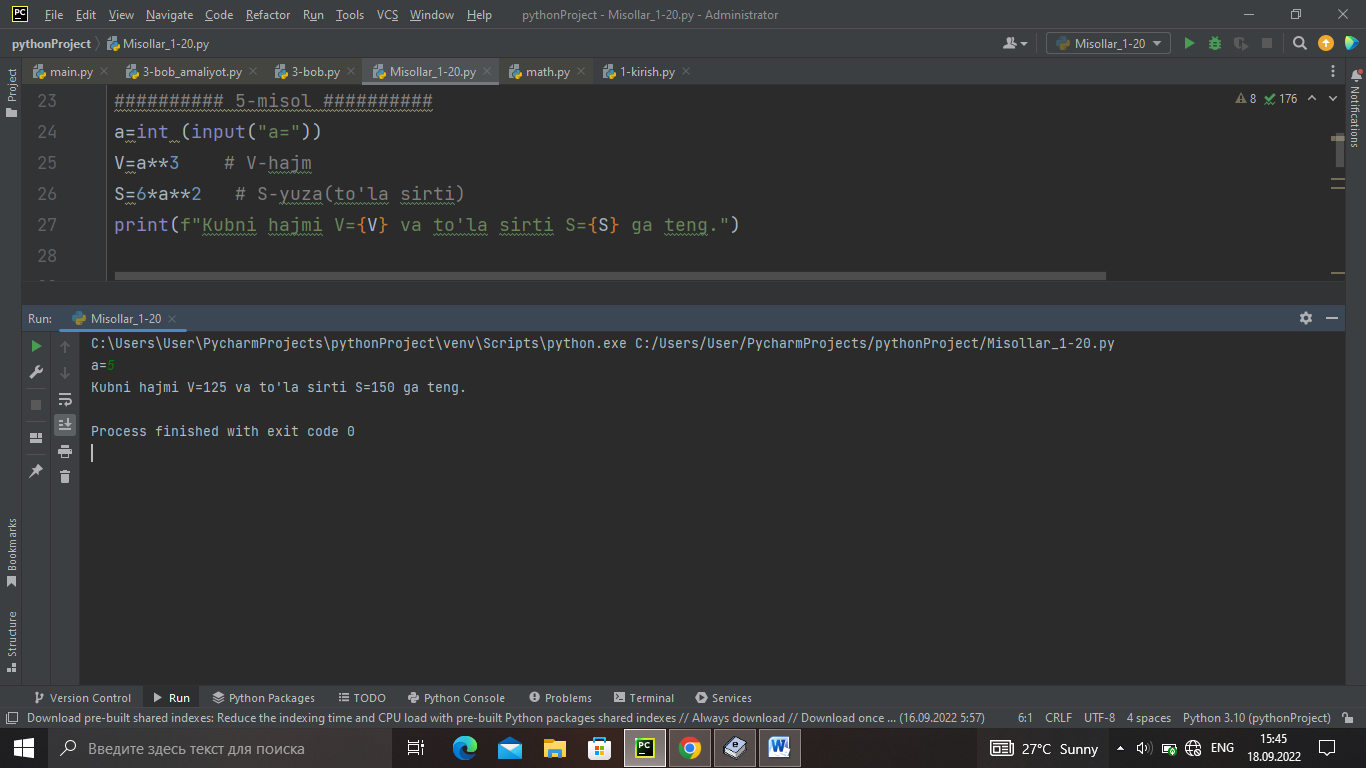 PC File Edit View Navigate Code Refactor Run Tools VCS Window Help pythonProject - Misollar_1-20.py - Administrator
pythonProject Misollar_1-20.py Misollar_1-20
main.py 3-bob_amaliyot.py 3-bob.py Misollar_1-20.py math.py 1-kirish.py
Project
Notifications
8 176
23 ########## 5-misol ##########
24 a=int (input("a="))
25 V=a**3 # V-hajm
26 S=6*a**2 # S-yuza(to'la sirti)
27 print(f"Kubni hajmi V={V} va to'la sirti S={S} ga teng.")
28
Run: Misollar_1-20
C:\Users\User\PycharmProjects\pythonProject\venv\Scripts\python.exe C:/Users/User/PycharmProjects/pythonProject/Misollar_1-20.py
a=5
Kubni hajmi V=125 va to'la sirti S=150 ga teng.
Process finished with exit code 0
Bookmarks
Structure
Version Control Run Python Packages TODO Python Console Problems Terminal Services
Download pre-built shared indexes: Reduce the indexing time and CPU load with pre-built Python packages shared indexes // Always download // Download once ... (16.09.2022 5:57) 6:1 CRLF UTF-8 4 spaces Python 3.10 (pythonProject)
Введите здесь текст для поиска PC W 27°C Sunny ENG 15:45
18.09.2022